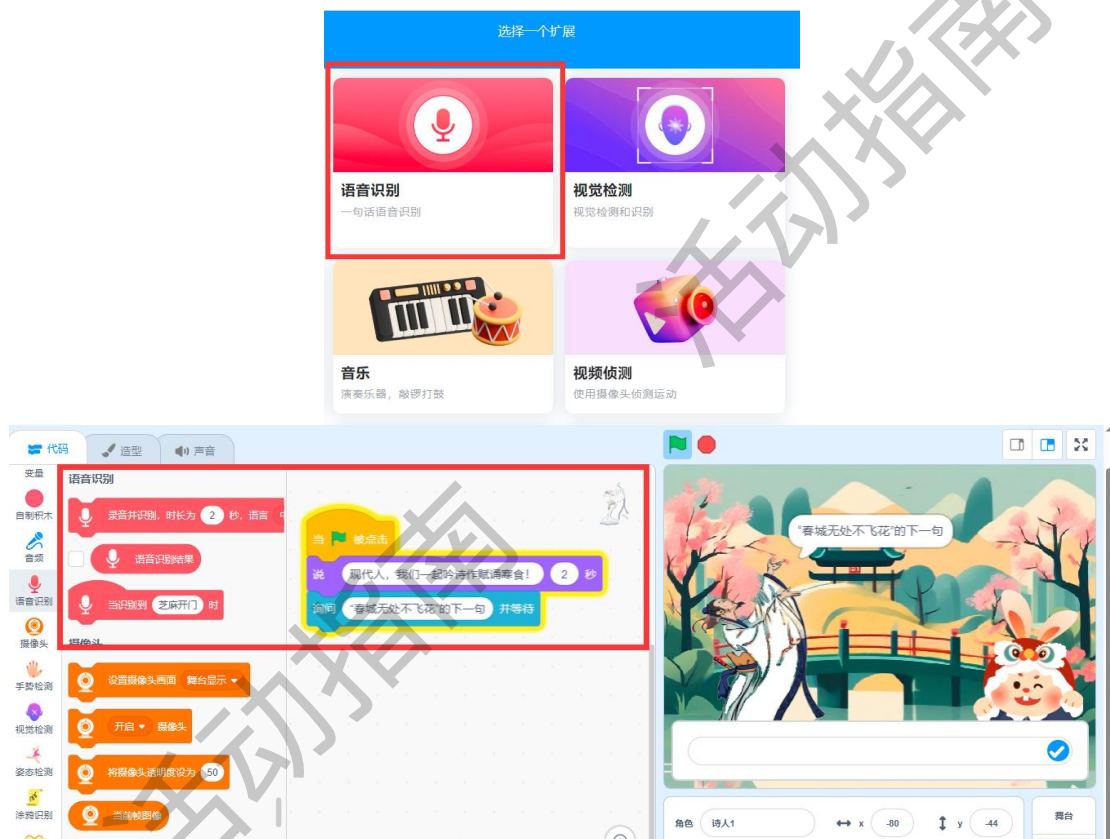 选择一个扩展
语音识别
一句话语音识别
视觉检测
视觉检测和识别
音乐
演奏乐器，敲锣打鼓
视频侦测
使用摄像头侦测运动
代码
造型
声音
变量
自制积木
音频
语音识别
摄像头
手势检测
视觉检测
姿态检测
涂鸦识别
语音识别
录音并识别，时长为 2 秒，语言
语音识别结果
当识别到 芝麻开门 时
摄像头
设置摄像头画面 舞台显示
开启 摄像头
将摄像头透明度设为 50
当前帧图像
当 被点击
说 现代人，我们一起吟诗作赋诵寒食！ 2 秒
询问 “春城无处不飞花”的下一句 并等待
“春城无处不飞花”的下一句
角色 诗人1 x -80 y -44
舞台
活动指南
活动指南